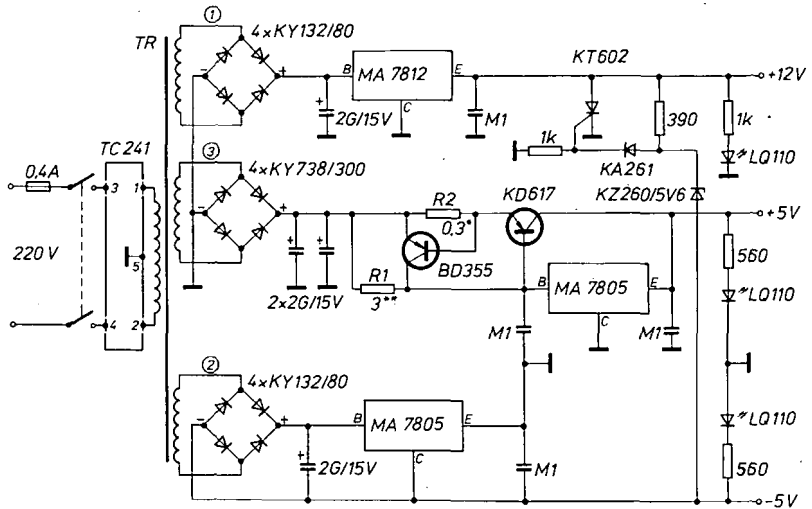 ①
4×KY132/80
TR
B
MA 7812
E
C
2G/15V
M1
KT602
+12V
390
1k
1k
KA261
LQ110
TC 241
0,4A
3
1
220 V
5
4
2
③
4×KY738/300
R2
0,3*
KD617
KZ260/5V6
+5V
BD355
2×2G/15V
R1
3**
B
MA 7805
E
C
M1
M1
560
LQ110
②
4×KY132/80
B
MA 7805
E
C
2G/15V
M1
LQ110
560
-5V
−
+
+
−
+
+
+
−
+
+